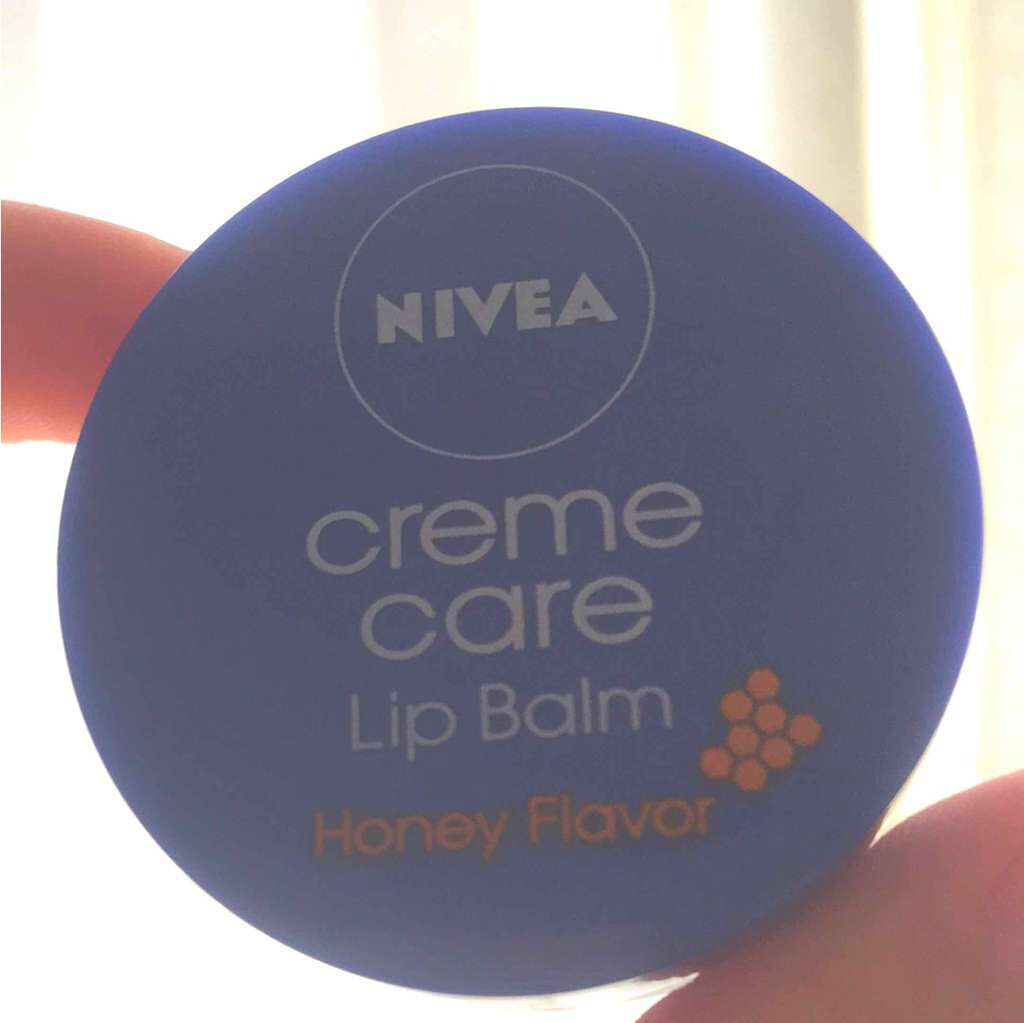 NIVEA
creme
care
Lip Balm
Honey Flavor